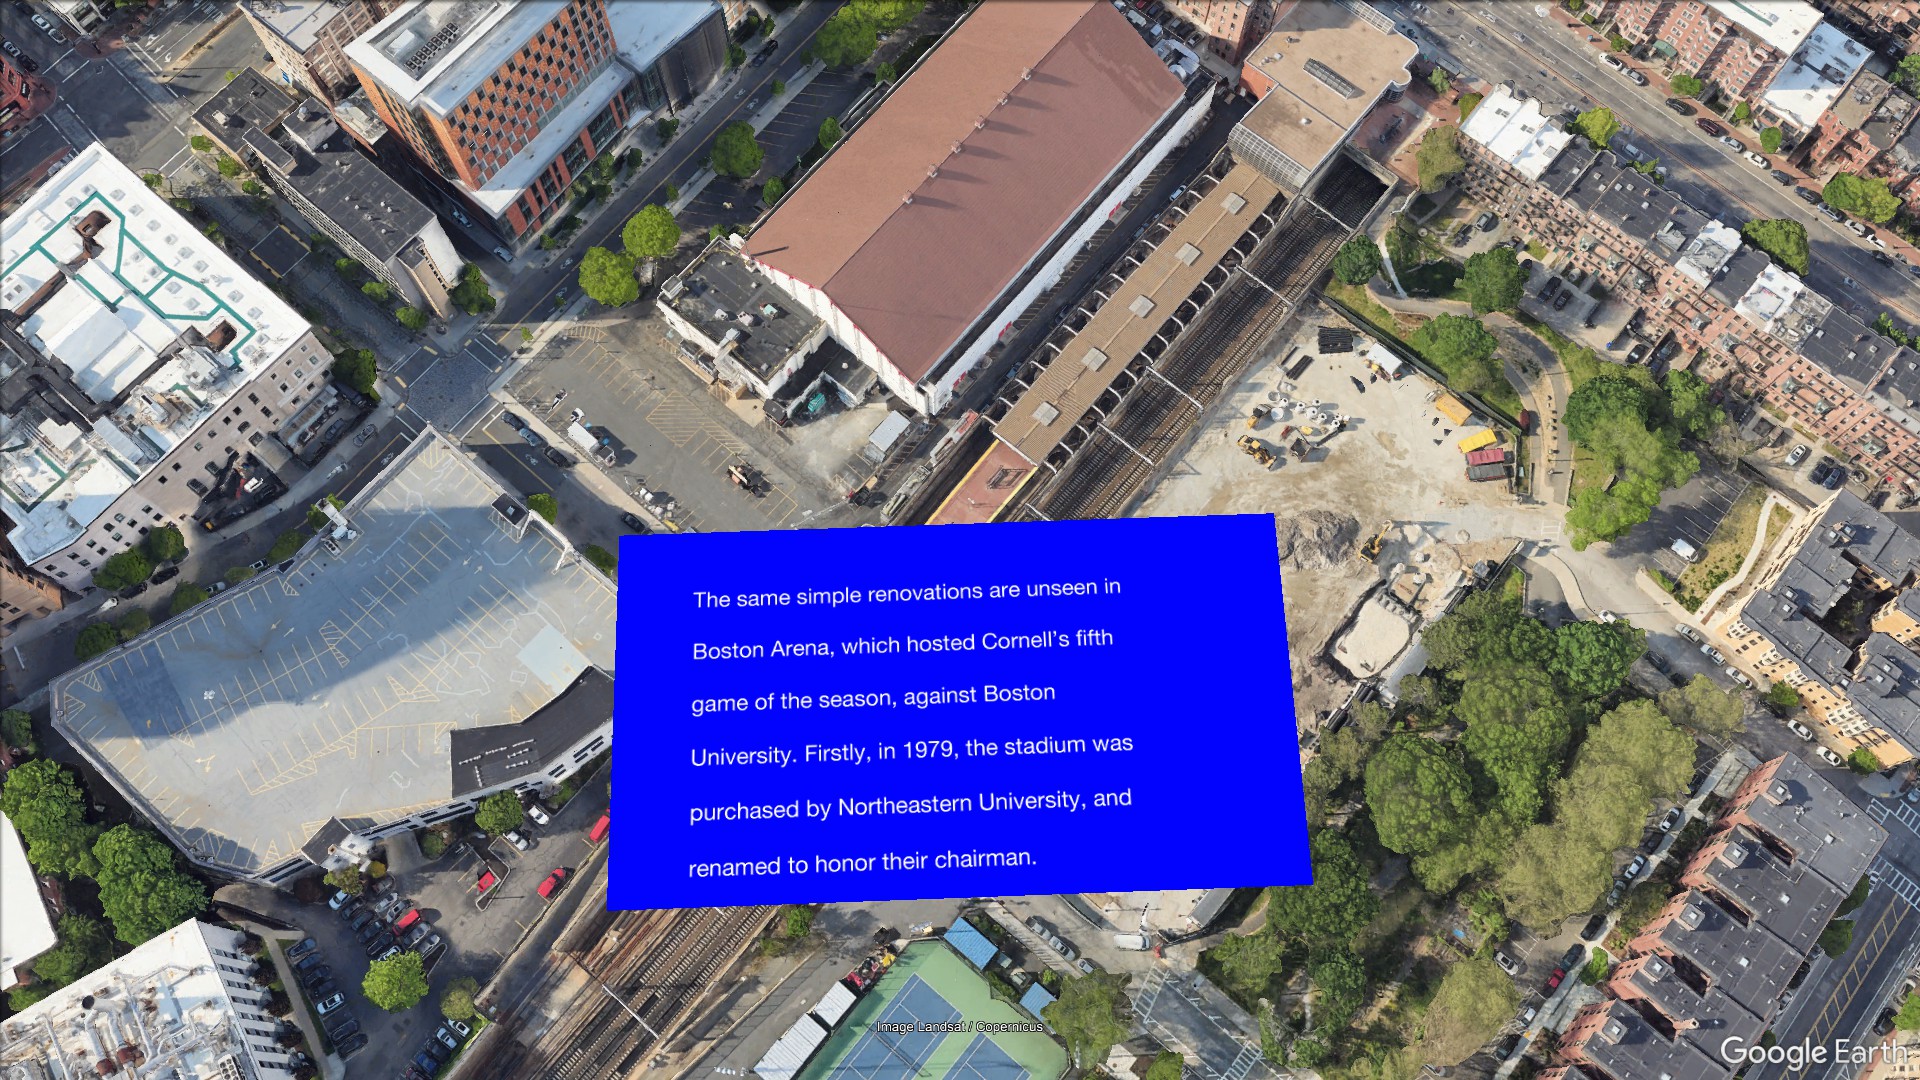 The same simple renovations are unseen in
Boston Arena, which hosted Cornell's fifth
game of the season, against Boston
University. Firstly, in 1979, the stadium was
purchased by Northeastern University, and
renamed to honor their chairman.
Image Landsat / Copernicus
Google Earth